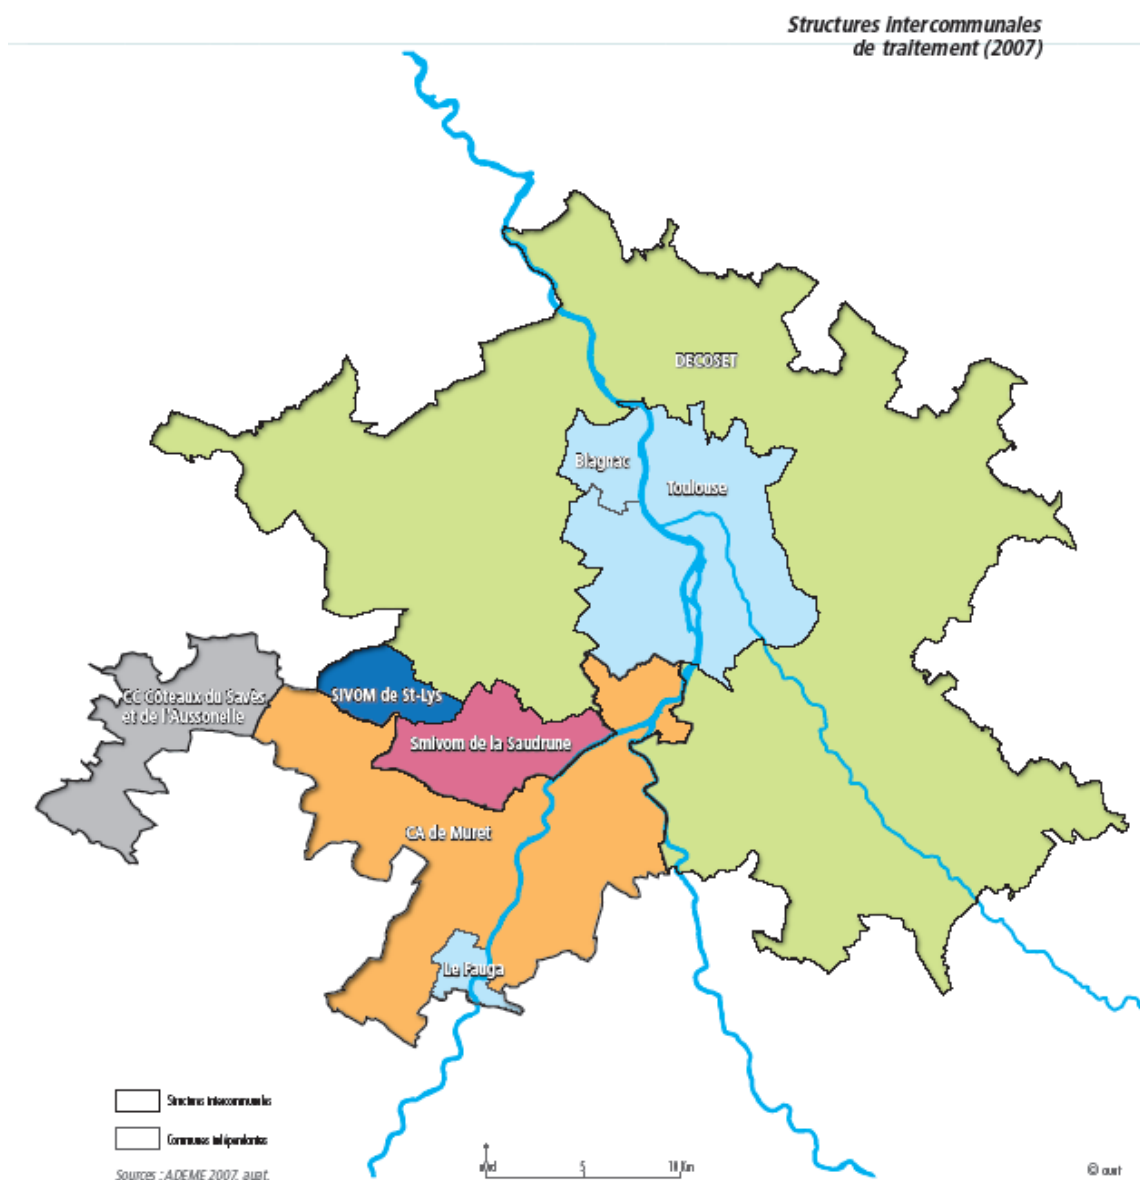 Structures intercommunales
de traitement (2007)
DECOSET
Blagnac
Toulouse
SIVOM de St-Lys
CC Côteaux du Savès
et de l'Aussonelle
Smivom de la Saudrune
CA de Muret
Le Fauga
Structures intercommunales
Communes indépendantes
Sources : ADEME 2007, auat.
nord 5 10 Km
© auat